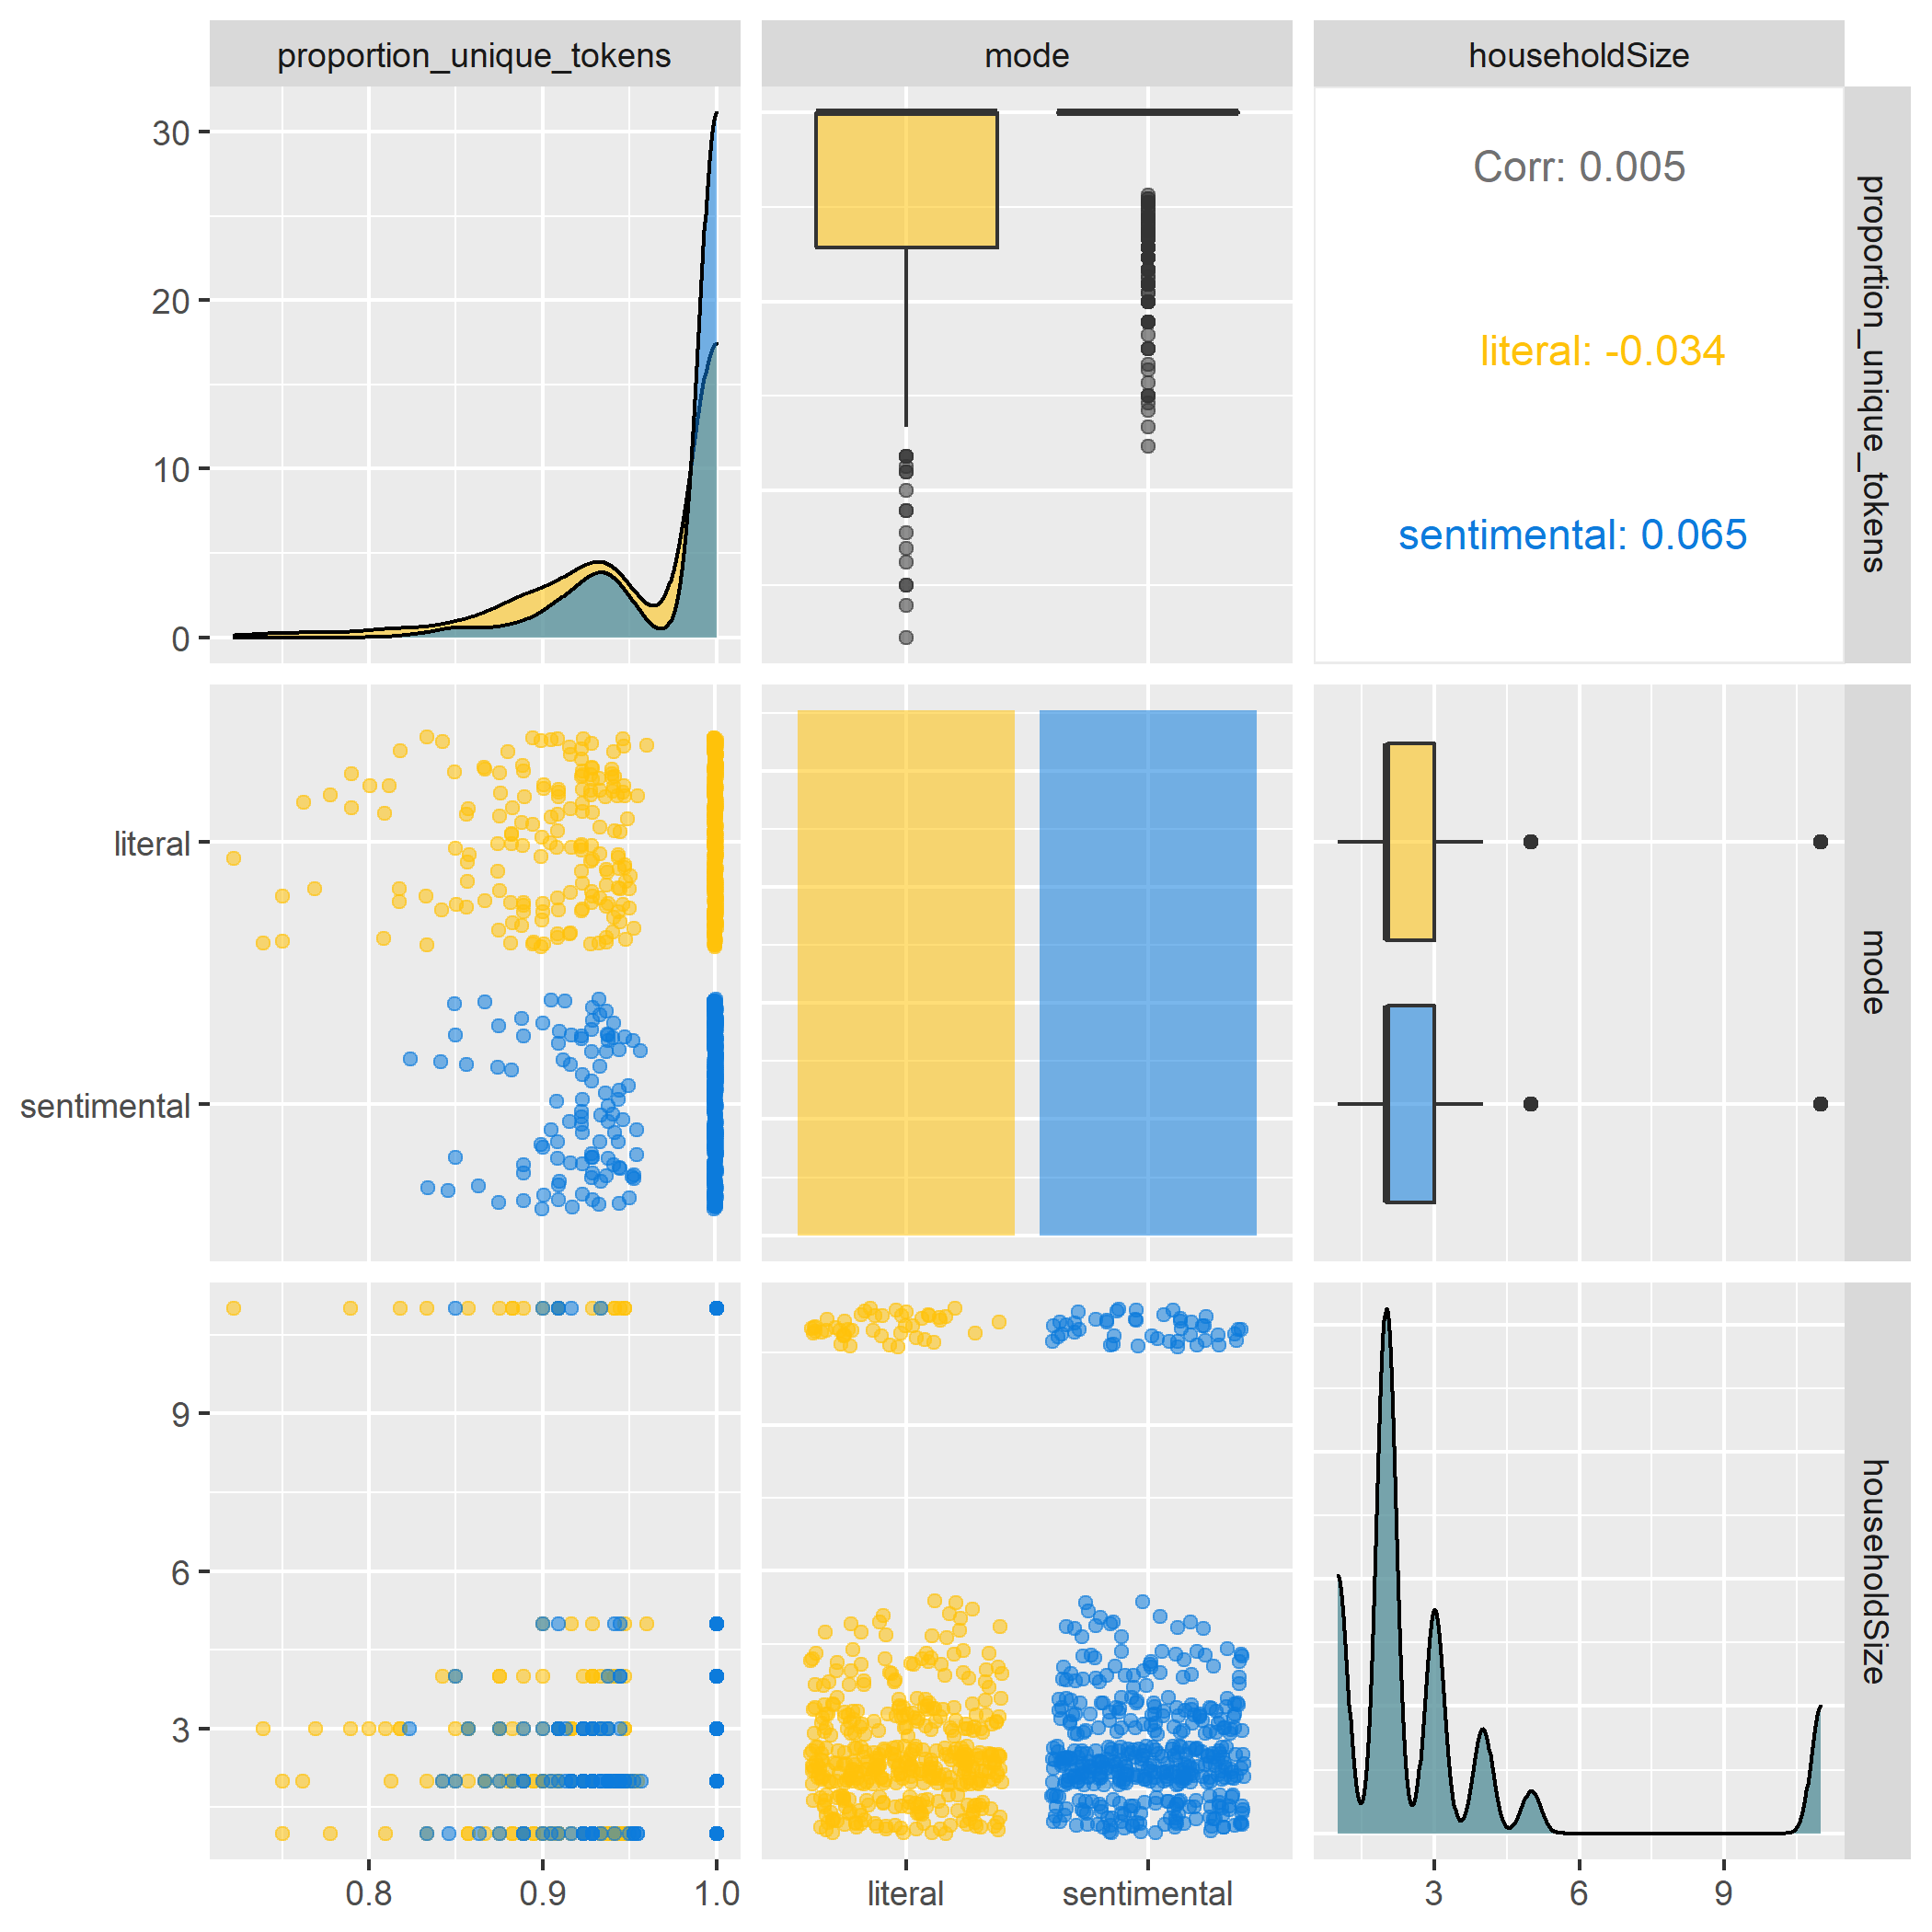 proportion_unique_tokens
mode
householdSize
30
20
10
0
Corr: 0.005
literal: -0.034
sentimental: 0.065
proportion_unique_tokens
literal
sentimental
mode
9
6
3
householdSize
0.8
0.9
1.0
literal
sentimental
3
6
9